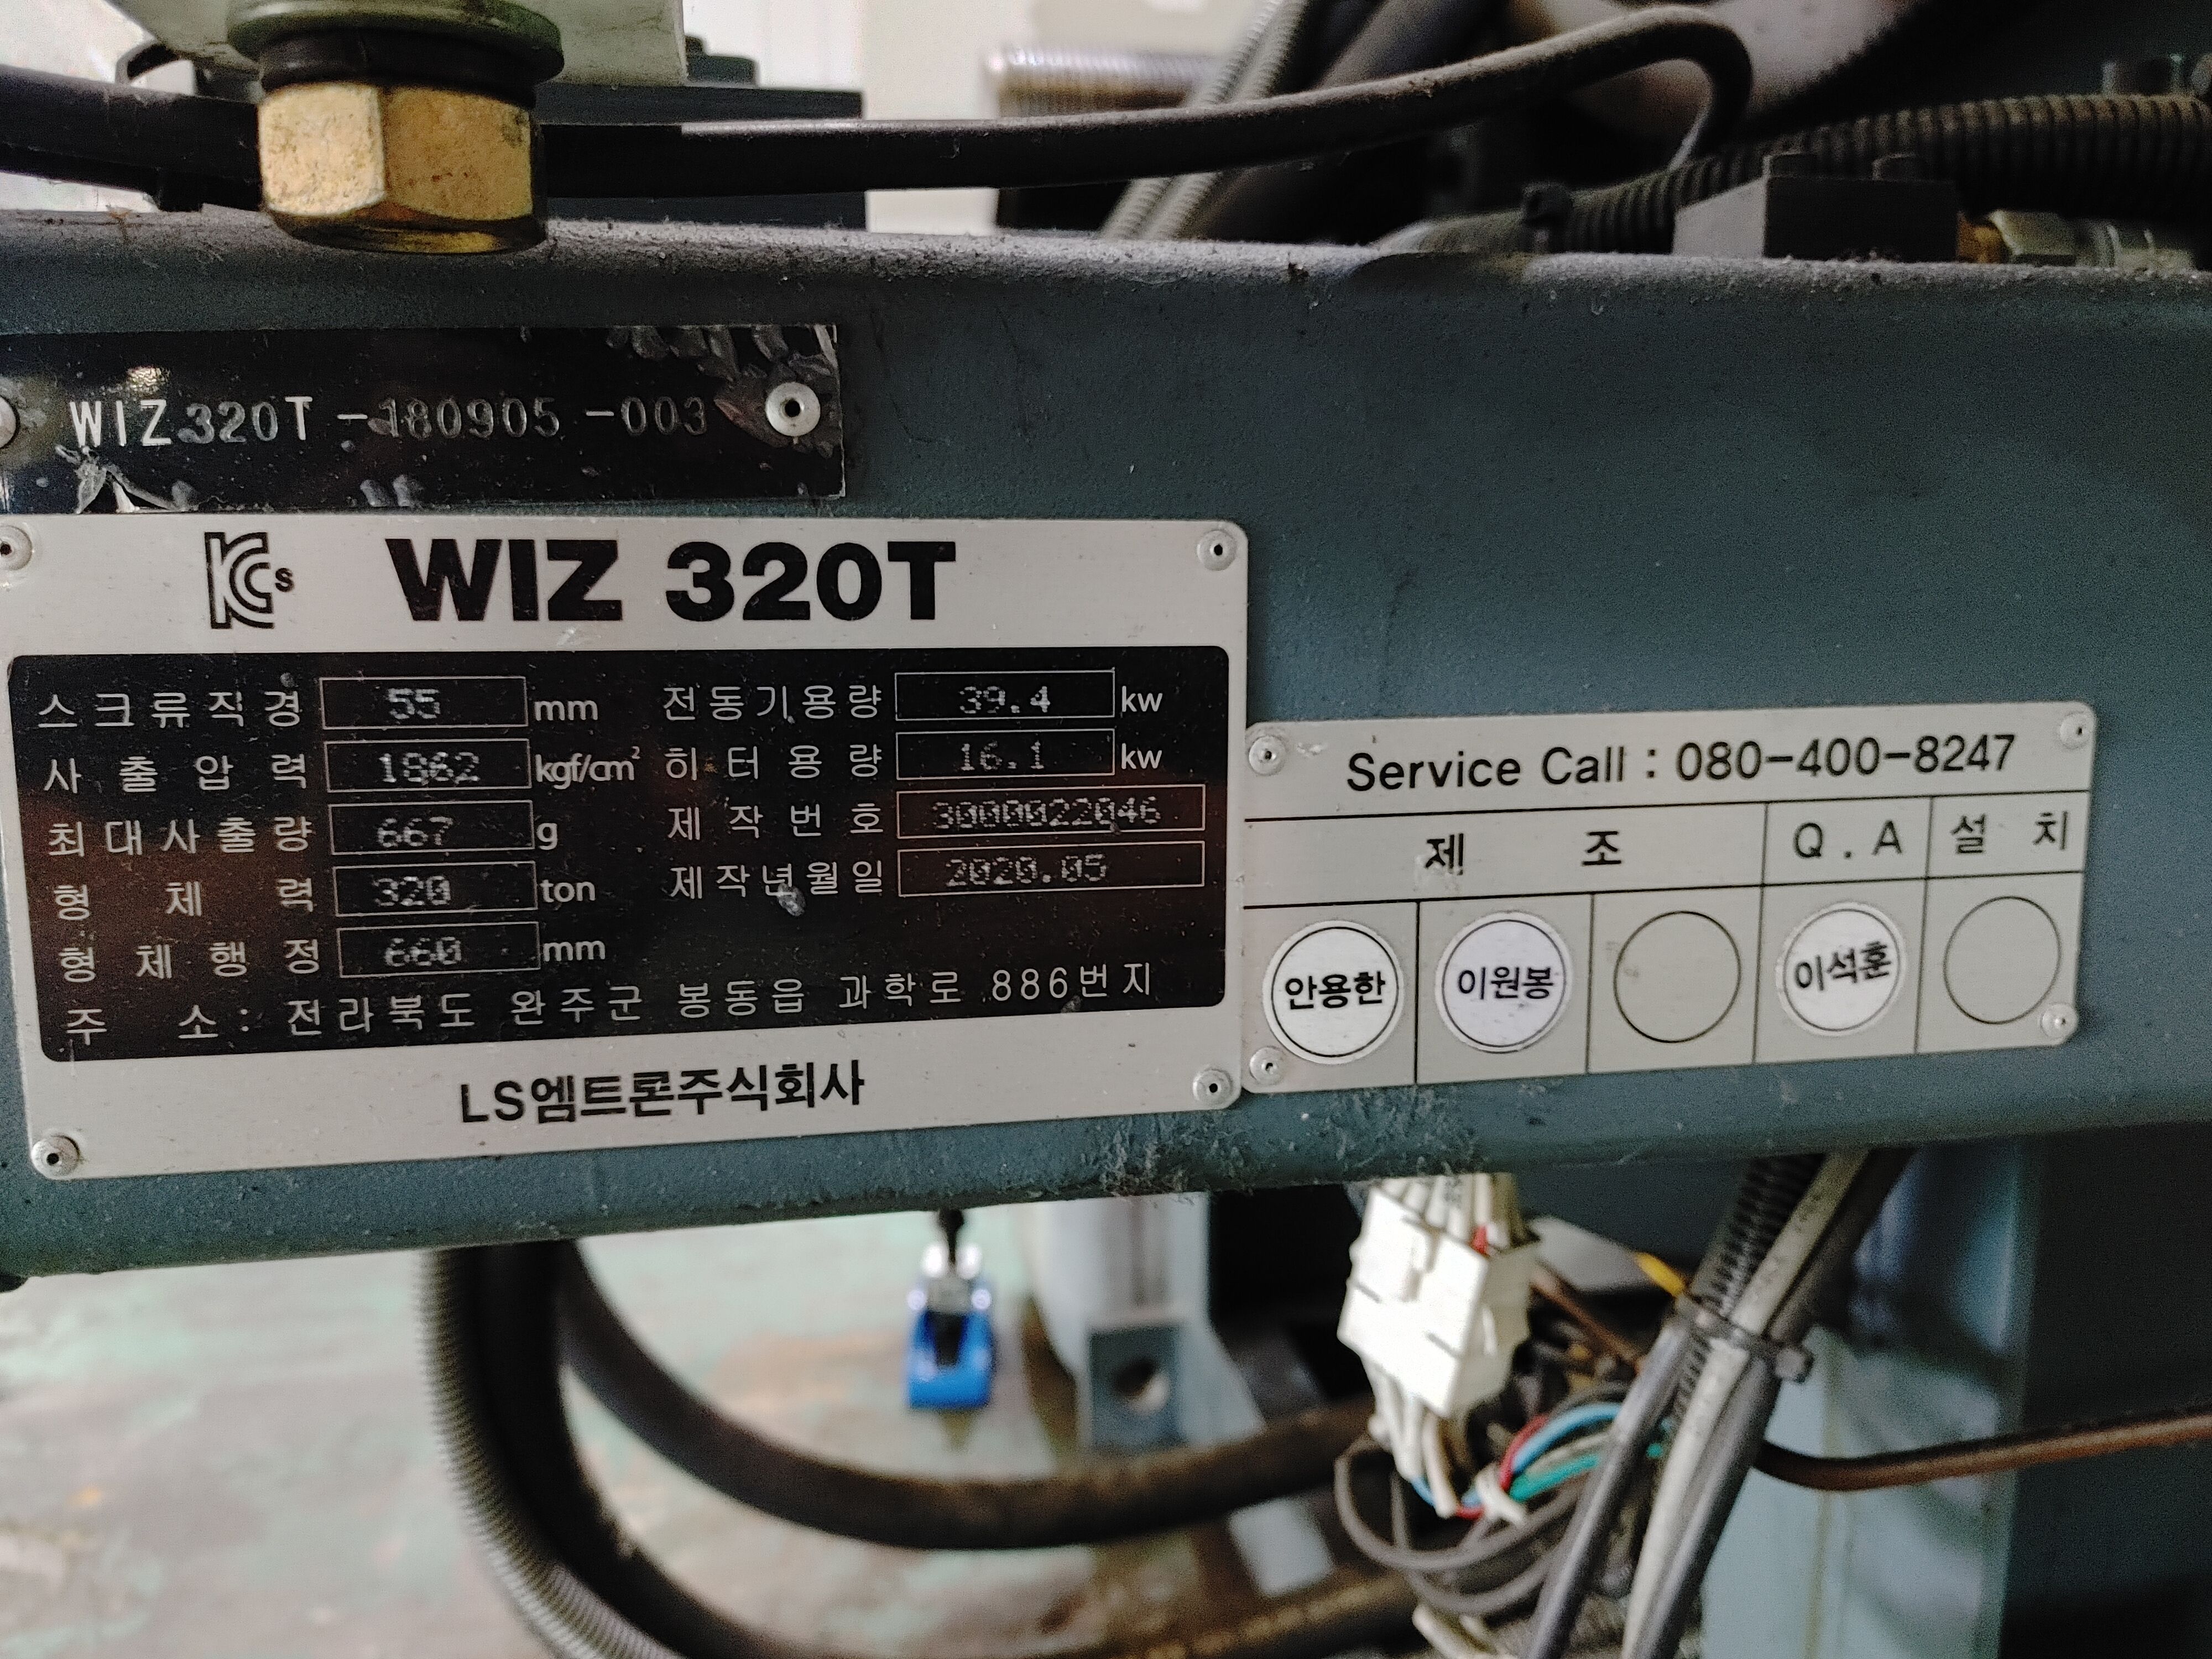 WIZ320T-180905-003
KCs WIZ 320T
스크류직경 55 mm 전동기용량 39.4 kw
사출압력 1862 kgf/cm² 히터용량 16.1 kw
최대사출량 667 g 제작번호 3000022046
형체력 320 ton 제작년월일 2020.05
형체행정 660 mm
주소: 전라북도 완주군 봉동읍 과학로 886번지
LS엠트론주식회사
Service Call : 080-400-8247
제조 Q.A 설치
안용한 이원봉 이석훈